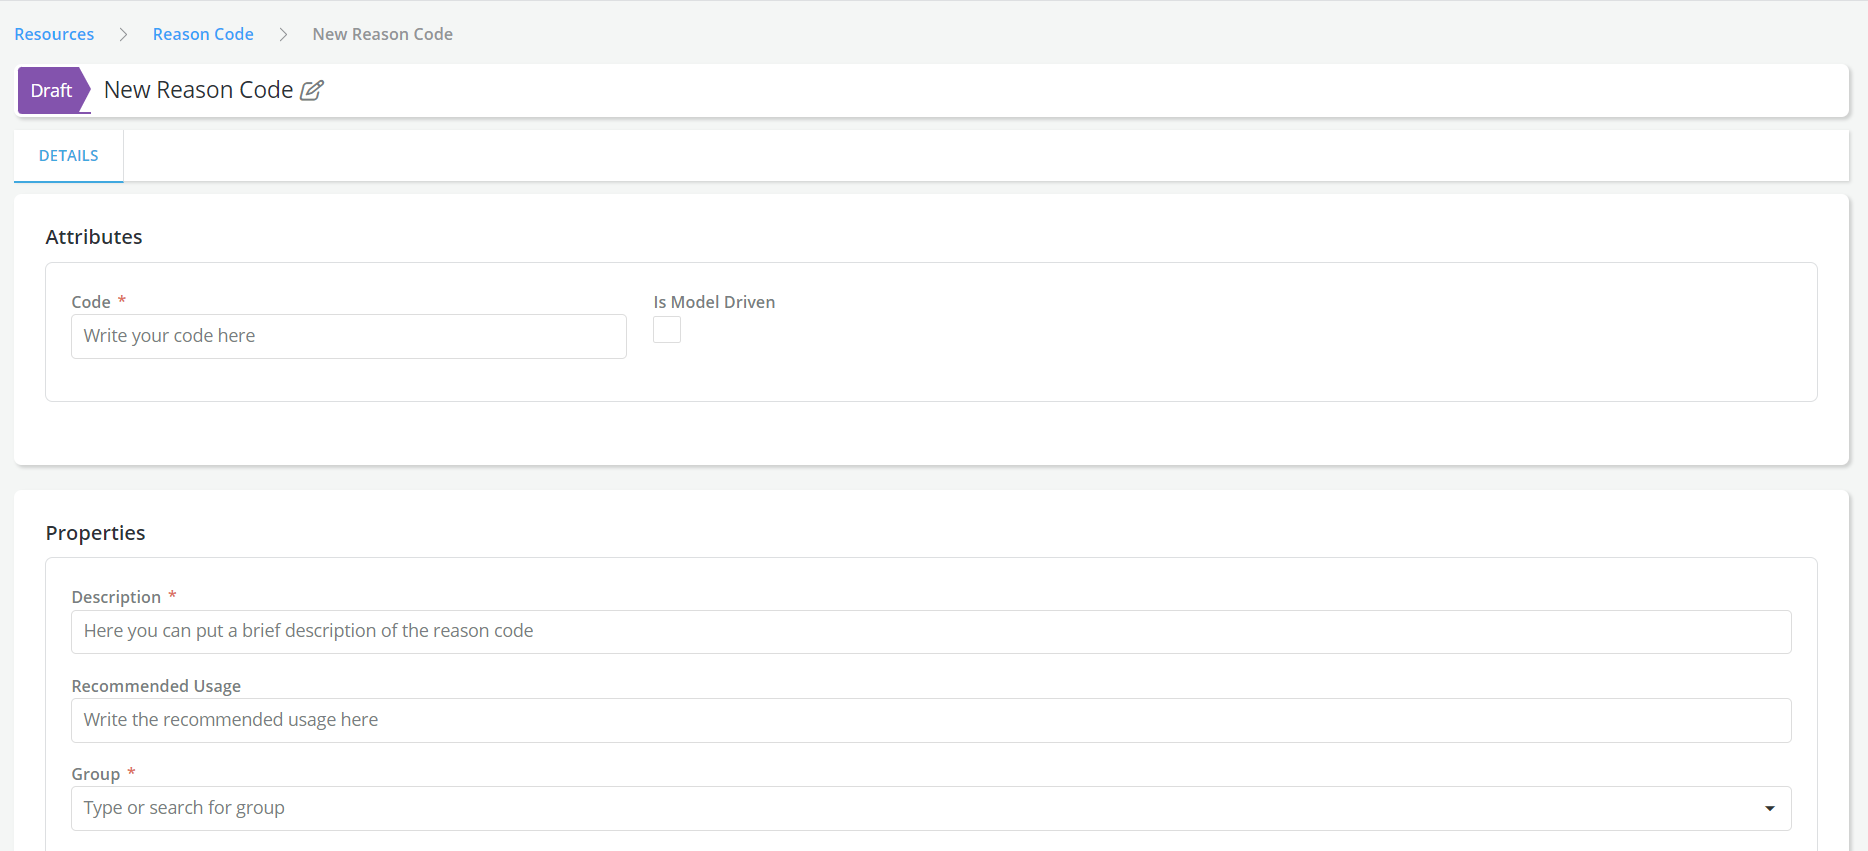 Resources > Reason Code > New Reason Code
Draft New Reason Code
DETAILS
Attributes
Code * Is Model Driven
Write your code here
Properties
Description *
Here you can put a brief description of the reason code
Recommended Usage
Write the recommended usage here
Group *
Type or search for group